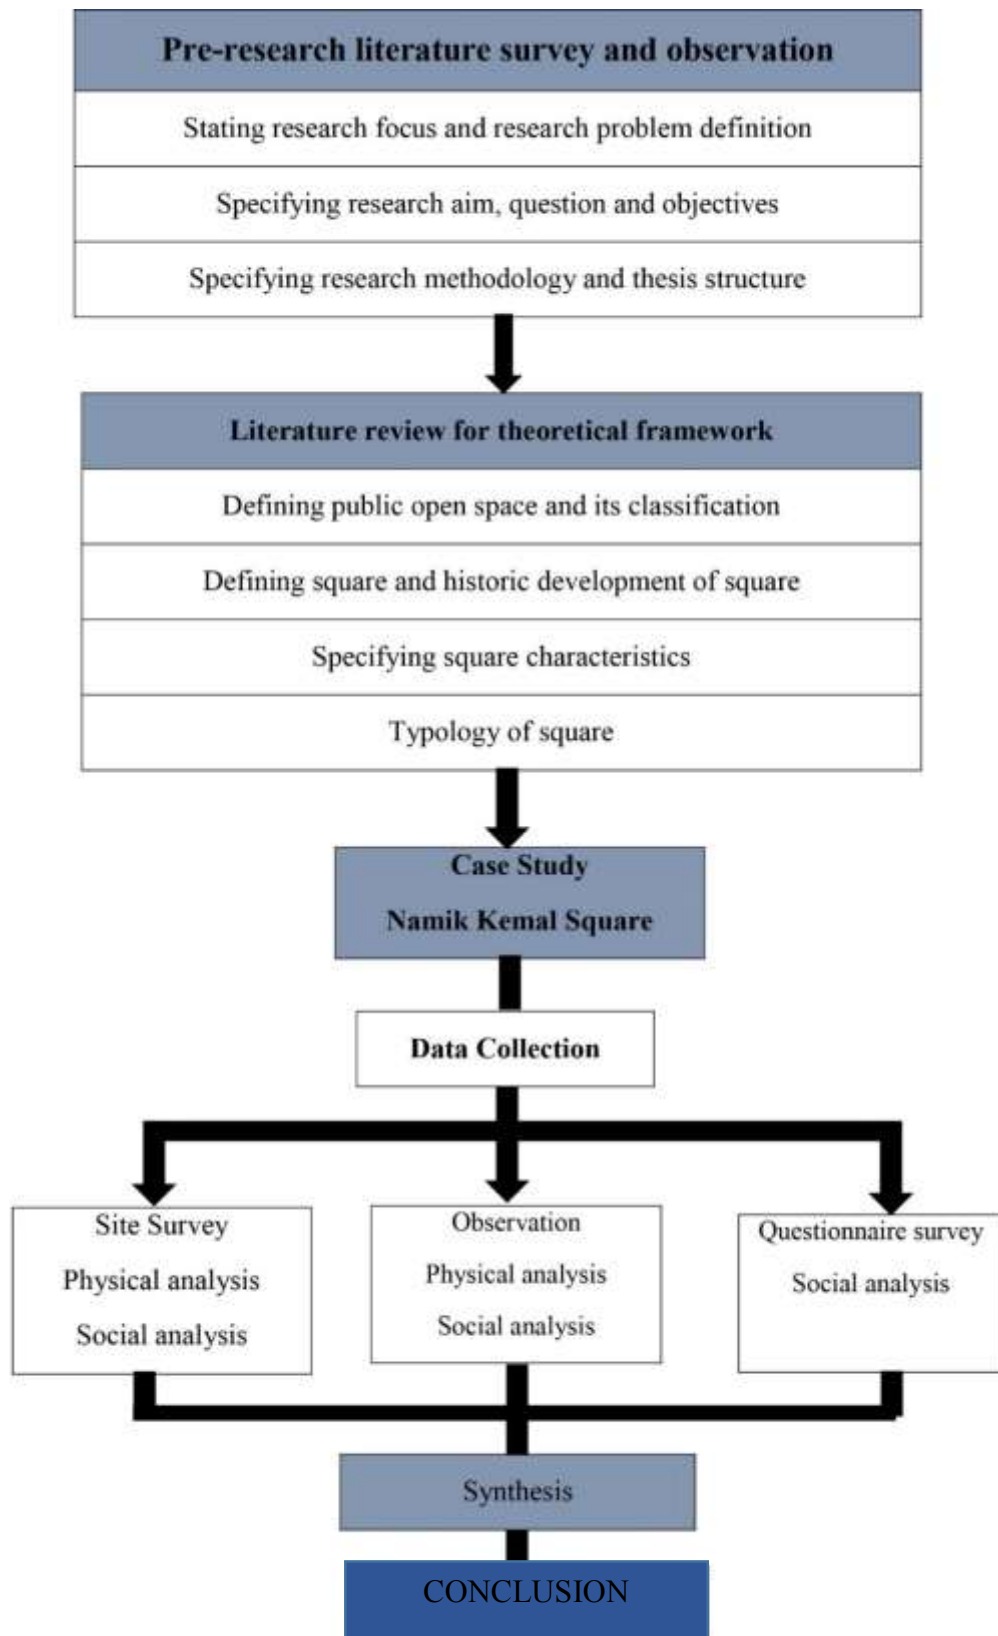 Pre-research literature survey and observation
Stating research focus and research problem definition
Specifying research aim, question and objectives
Specifying research methodology and thesis structure
Literature review for theoretical framework
Defining public open space and its classification
Defining square and historic development of square
Specifying square characteristics
Typology of square
Case Study
Namik Kemal Square
Data Collection
Site Survey
Physical analysis
Social analysis
Observation
Physical analysis
Social analysis
Questionnaire survey
Social analysis
Synthesis
CONCLUSION